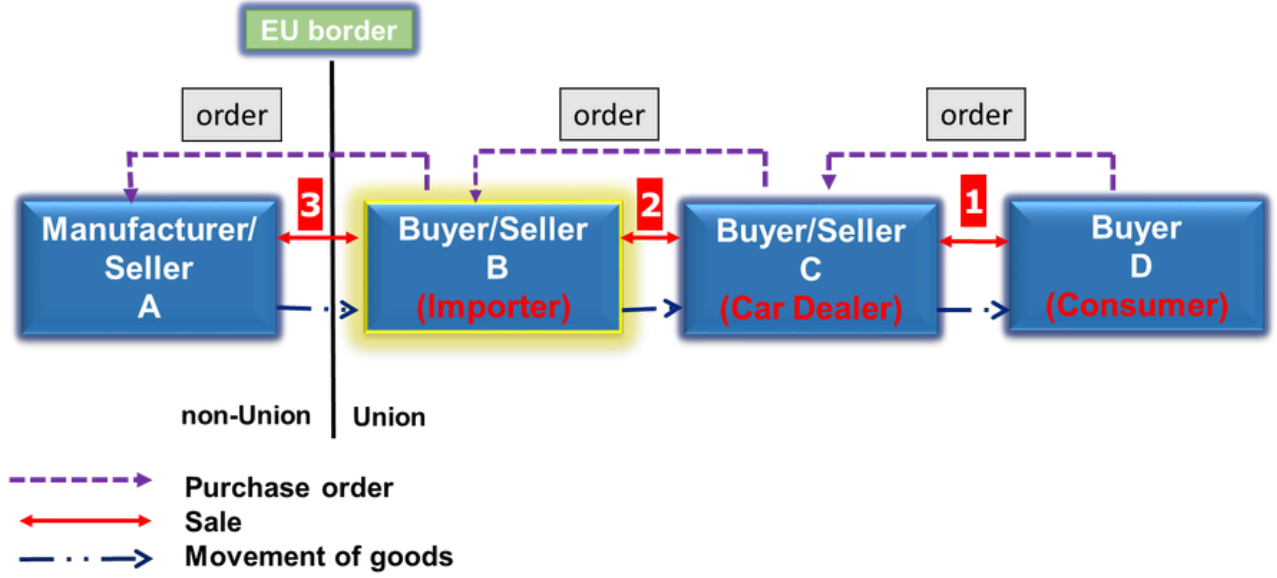 EU border
order
order
order
3
2
1
Manufacturer/
Seller
A
Buyer/Seller
B
(Importer)
Buyer/Seller
C
(Car Dealer)
Buyer
D
(Consumer)
non-Union
Union
Purchase order
Sale
Movement of goods